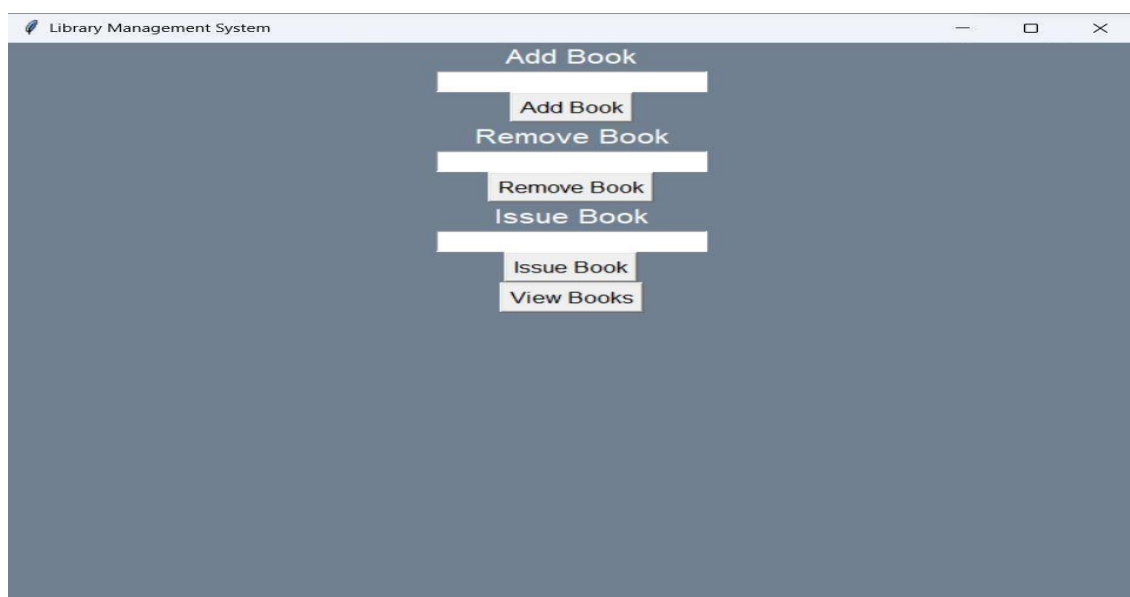 Library Management System
Add Book
Add Book
Remove Book
Remove Book
Issue Book
Issue Book
View Books